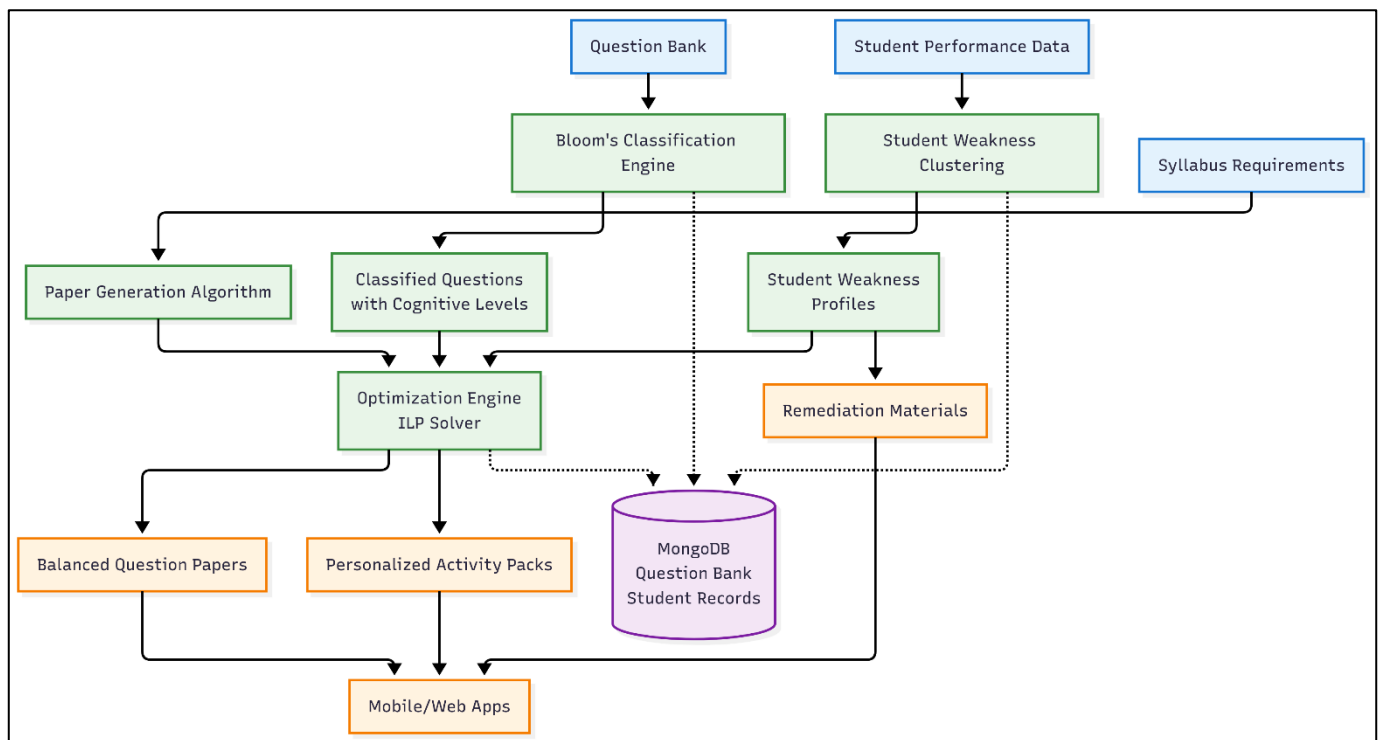 Question Bank
Student Performance Data
Bloom's Classification
Engine
Student Weakness
Clustering
Syllabus Requirements
Paper Generation Algorithm
Classified Questions
with Cognitive Levels
Student Weakness
Profiles
Optimization Engine
ILP Solver
Remediation Materials
Balanced Question Papers
Personalized Activity Packs
MongoDB
Question Bank
Student Records
Mobile/Web Apps